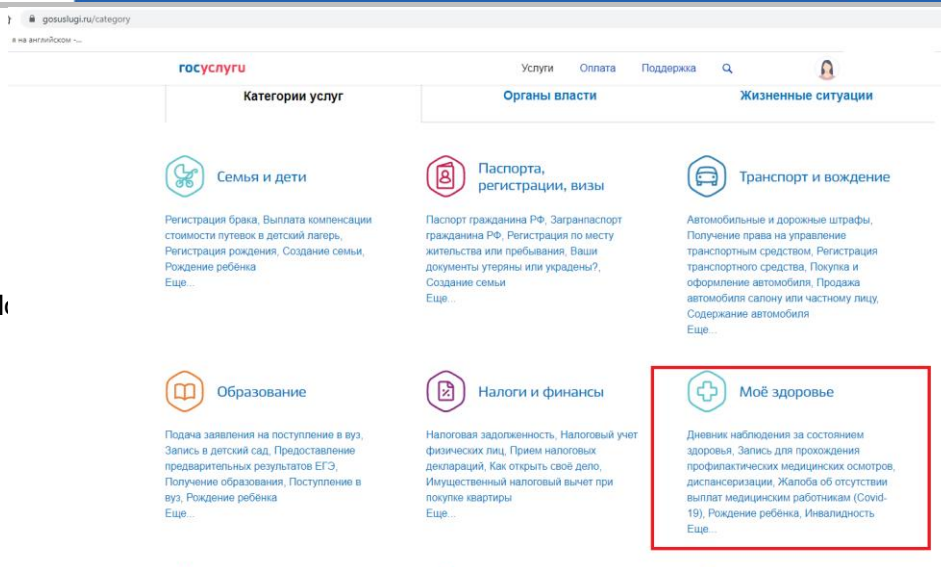 gosuslugi.ru/category
я на английском -...
госуслуги
Услуги Оплата Поддержка
Категории услуг
Органы власти
Жизненные ситуации
Семья и дети
Регистрация брака, Выплата компенсации
стоимости путевок в детский лагерь,
Регистрация рождения, Создание семьи,
Рождение ребёнка
Еще...
Паспорта,
регистрации, визы
Паспорт гражданина РФ, Загранпаспорт
гражданина РФ, Регистрация по месту
жительства или пребывания, Ваши
документы утеряны или украдены?,
Создание семьи
Еще...
Транспорт и вождение
Автомобильные и дорожные штрафы,
Получение права на управление
транспортным средством, Регистрация
транспортного средства, Покупка и
оформление автомобиля, Продажа
автомобиля салону или частному лицу,
Содержание автомобиля
Еще...
Образование
Подача заявления на поступление в вуз,
Запись в детский сад, Предоставление
предварительных результатов ЕГЭ,
Получение образования, Поступление в
вуз, Рождение ребёнка
Еще...
Налоги и финансы
Налоговая задолженность, Налоговый учет
физических лиц, Прием налоговых
деклараций, Как открыть своё дело,
Имущественный налоговый вычет при
покупке квартиры
Еще...
Моё здоровье
Дневник наблюдения за состоянием
здоровья, Запись для прохождения
профилактических медицинских осмотров,
диспансеризации, Жалоба об отсутствии
выплат медицинским работникам (Covid-
19), Рождение ребёнка, Инвалидность
Еще...